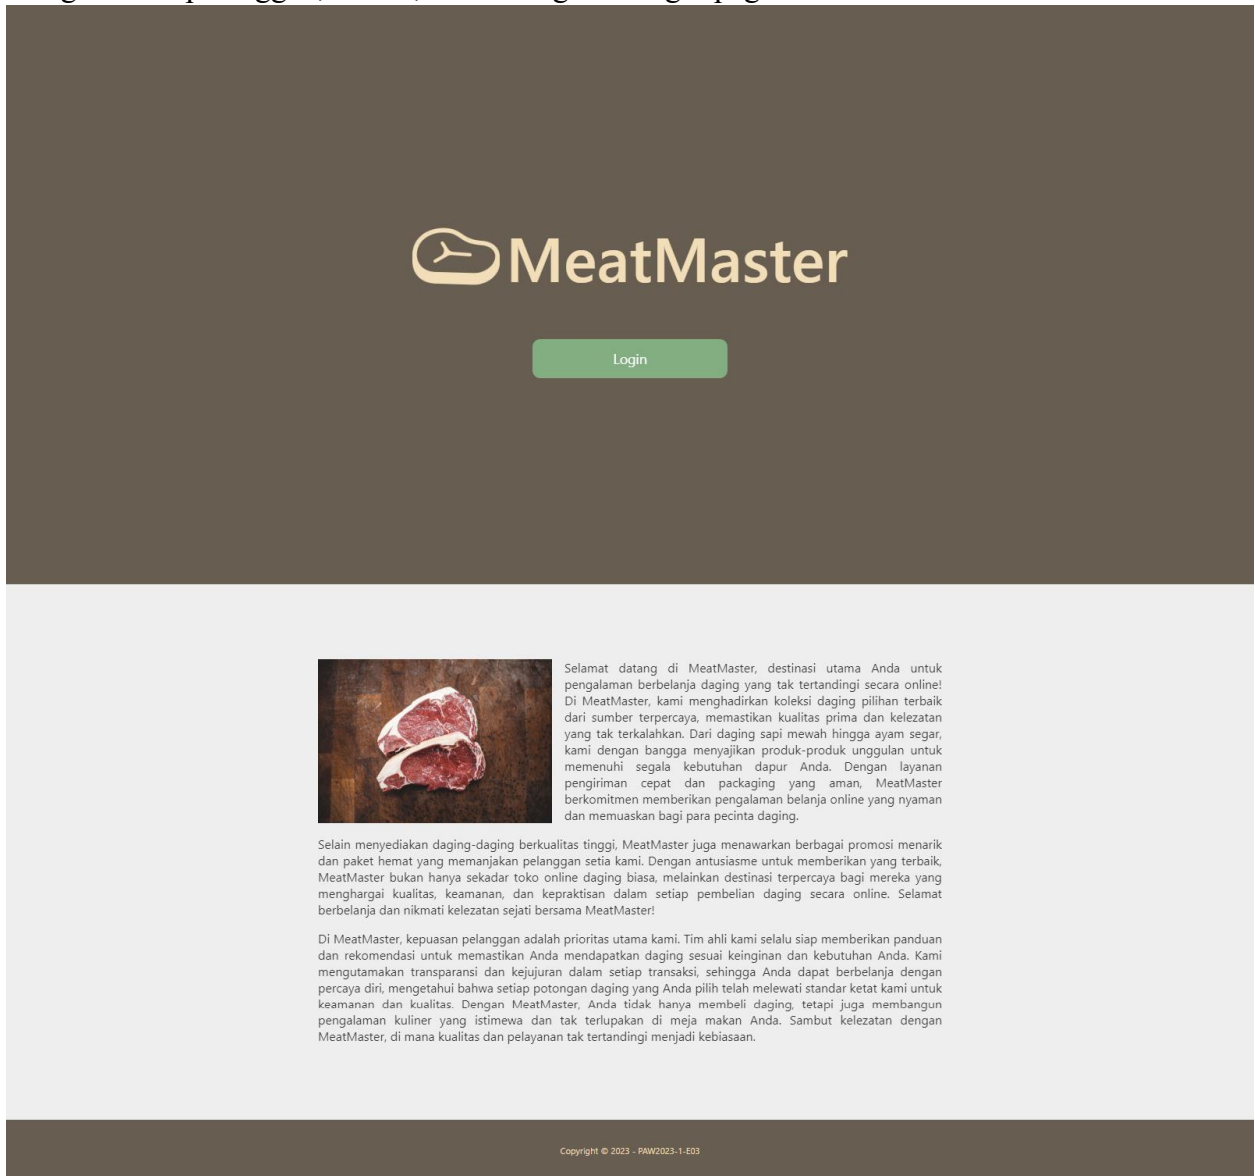 MeatMaster
Login
Selamat datang di MeatMaster, destinasi utama Anda untuk
pengalaman berbelanja daging yang tak tertandingi secara online!
Di MeatMaster, kami menghadirkan koleksi daging pilihan terbaik
dari sumber terpercaya, memastikan kualitas prima dan kelezatan
yang tak terkalahkan. Dari daging sapi mewah hingga ayam segar,
kami dengan bangga menyajikan produk-produk unggulan untuk
memenuhi segala kebutuhan dapur Anda. Dengan layanan
pengiriman cepat dan packaging yang aman, MeatMaster
berkomitmen memberikan pengalaman belanja online yang nyaman
dan memuaskan bagi para pecinta daging.
Selain menyediakan daging-daging berkualitas tinggi, MeatMaster juga menawarkan berbagai promosi menarik
dan paket hemat yang memanjakan pelanggan setia kami. Dengan antusiasme untuk memberikan yang terbaik,
MeatMaster bukan hanya sekadar toko online daging biasa, melainkan destinasi terpercaya bagi mereka yang
menghargai kualitas, keamanan, dan kepraktisan dalam setiap pembelian daging secara online. Selamat
berbelanja dan nikmati kelezatan sejati bersama MeatMaster!
Di MeatMaster, kepuasan pelanggan adalah prioritas utama kami. Tim ahli kami selalu siap memberikan panduan
dan rekomendasi untuk memastikan Anda mendapatkan daging sesuai keinginan dan kebutuhan Anda. Kami
mengutamakan transparansi dan kejujuran dalam setiap transaksi, sehingga Anda dapat berbelanja dengan
percaya diri, mengetahui bahwa setiap potongan daging yang Anda pilih telah melewati standar ketat kami untuk
keamanan dan kualitas. Dengan MeatMaster, Anda tidak hanya membeli daging, tetapi juga membangun
pengalaman kuliner yang istimewa dan tak terlupakan di meja makan Anda. Sambut kelezatan dengan
MeatMaster, di mana kualitas dan pelayanan tak tertandingi menjadi kebiasaan.
Copyright © 2023 - PAW2023-1-E03